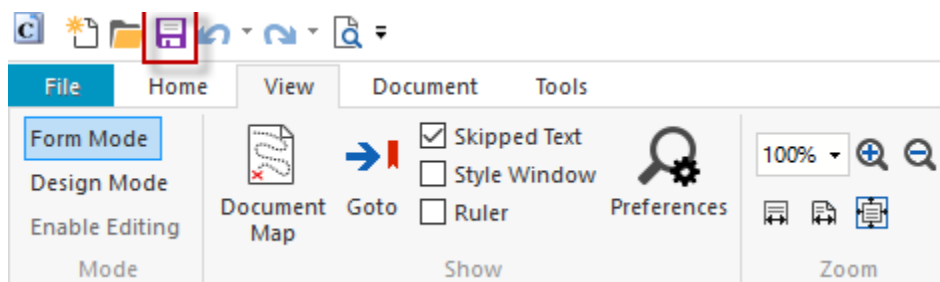 C
File Home View Document Tools
Form Mode
Design Mode
Enable Editing
Mode
Document
Map
Goto
Skipped Text
Style Window
Ruler
Preferences
Show
100%
Zoom